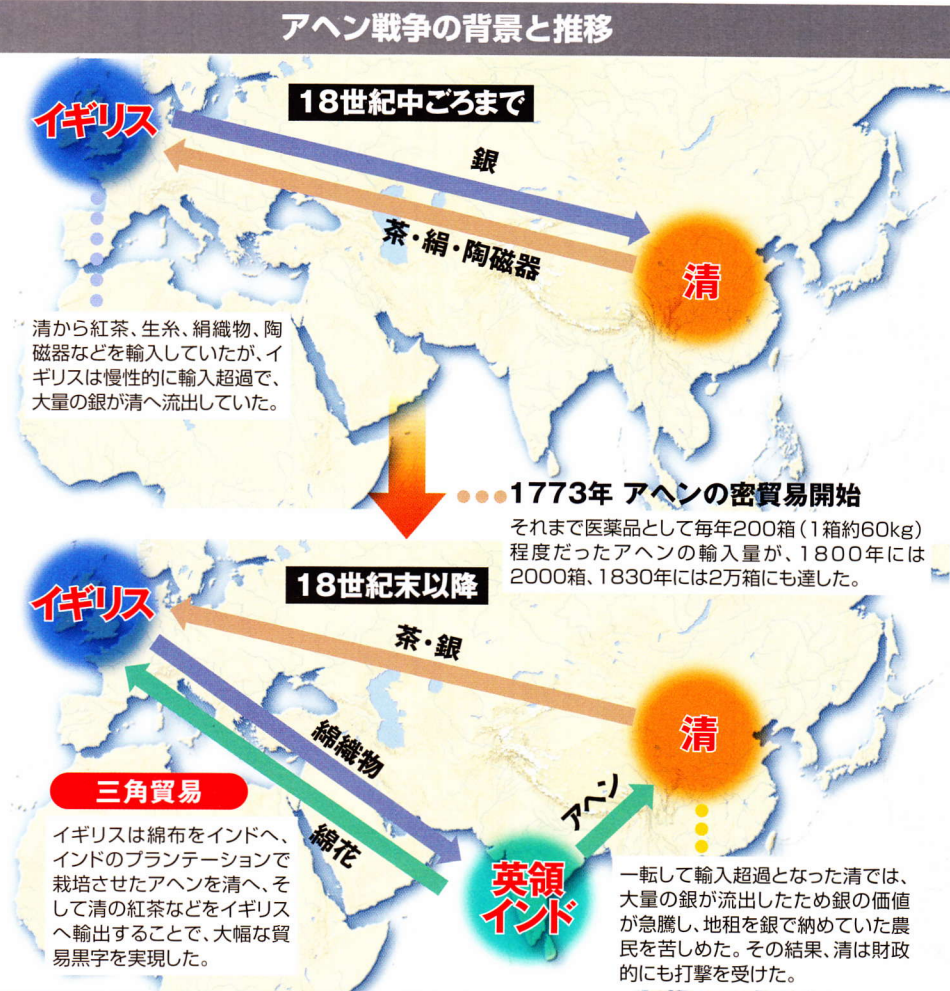 アヘン戦争の背景と推移
イギリス
18世紀中ごろまで
銀
茶・絹・陶磁器
清
清から紅茶、生糸、絹織物、陶
磁器などを輸入していたが、イ
ギリスは慢性的に輸入超過で、
大量の銀が清へ流出していた。
1773年 アヘンの密貿易開始
それまで医薬品として毎年200箱(1箱約60kg)
程度だったアヘンの輸入量が、1800年には
2000箱、1830年には2万箱にも達した。
イギリス
18世紀末以降
茶・銀
清
綿織物
綿花
アヘン
英領
インド
三角貿易
イギリスは綿布をインドへ、
インドのプランテーションで
栽培させたアヘンを清へ、そ
して清の紅茶などをイギリス
へ輸出することで、大幅な貿
易黒字を実現した。
一転して輸入超過となった清では、
大量の銀が流出したため銀の価値
が急騰し、地租を銀で納めていた農
民を苦しめた。その結果、清は財政
的にも打撃を受けた。